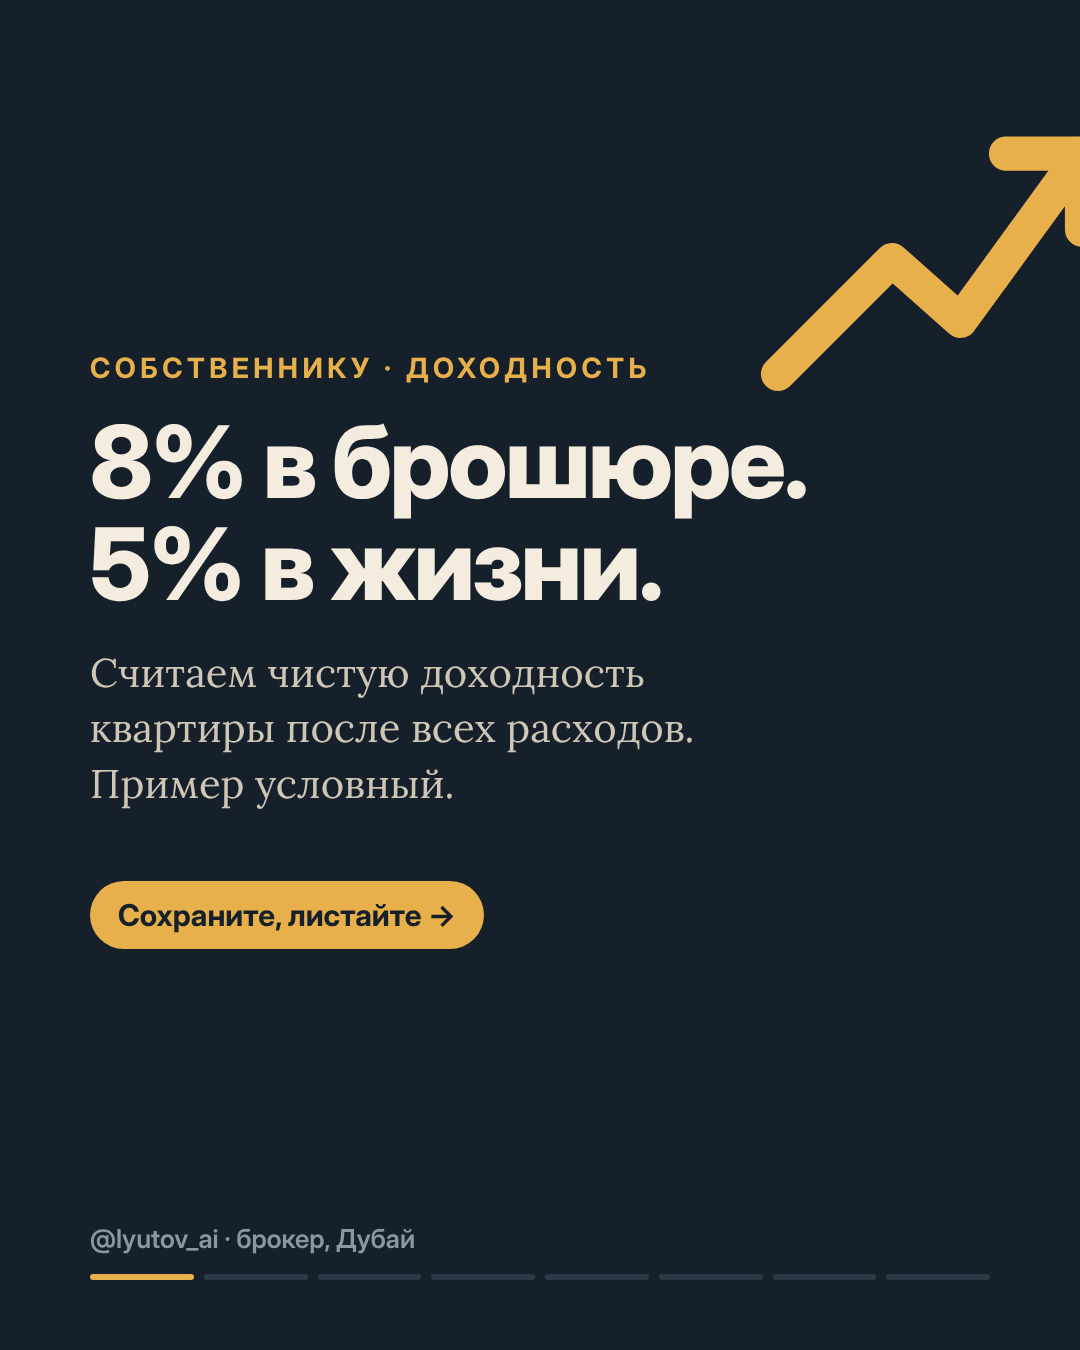 СОБСТВЕННИКУ · ДОХОДНОСТЬ
8% в брошюре.
5% в жизни.
Считаем чистую доходность
квартиры после всех расходов.
Пример условный.
Сохраните, листайте →
@lyutov_ai · брокер, Дубай